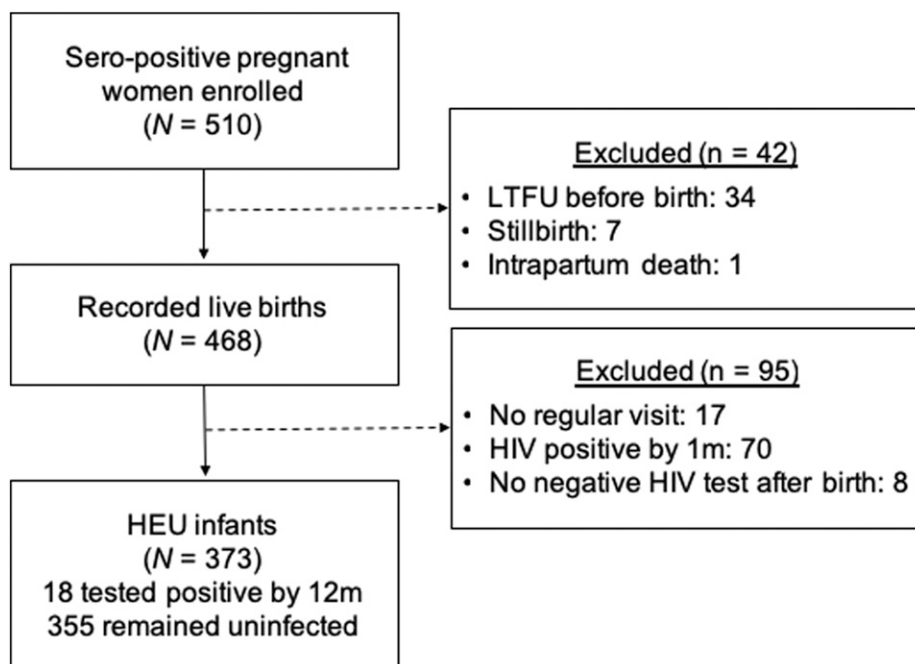 Sero-positive pregnant
women enrolled
(N = 510)
Excluded (n = 42)
• LTFU before birth: 34
• Stillbirth: 7
• Intrapartum death: 1
Recorded live births
(N = 468)
Excluded (n = 95)
• No regular visit: 17
• HIV positive by 1m: 70
• No negative HIV test after birth: 8
HEU infants
(N = 373)
18 tested positive by 12m
355 remained uninfected